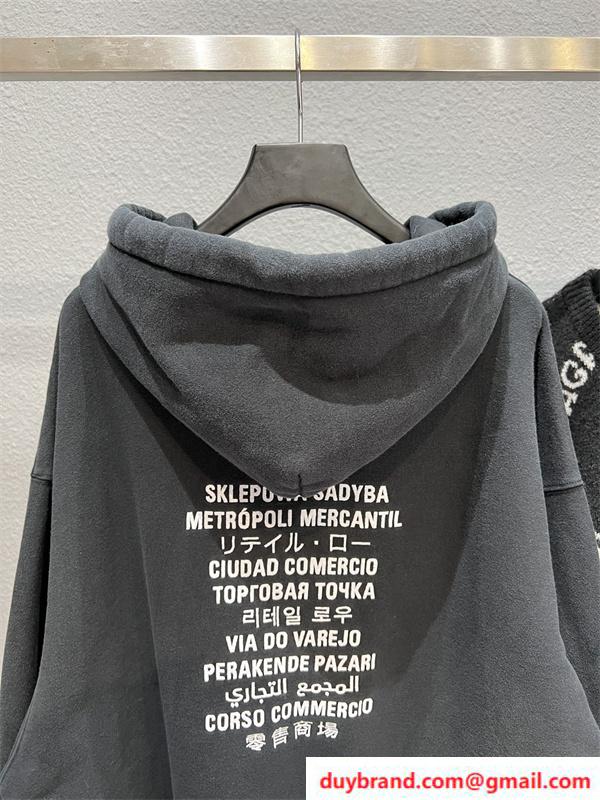 SKLEPOWA SADYBA
METRÓPOLI MERCANTIL
リテイル・ロー
CIUDAD COMERCIO
ТОРГОВАЯ ТОЧКА
리테일 로우
VIA DO VAREJO
PERAKENDE PAZARI
المجمع التجاري
CORSO COMMERCIO
零售商場
duybrand.com@gmail.com